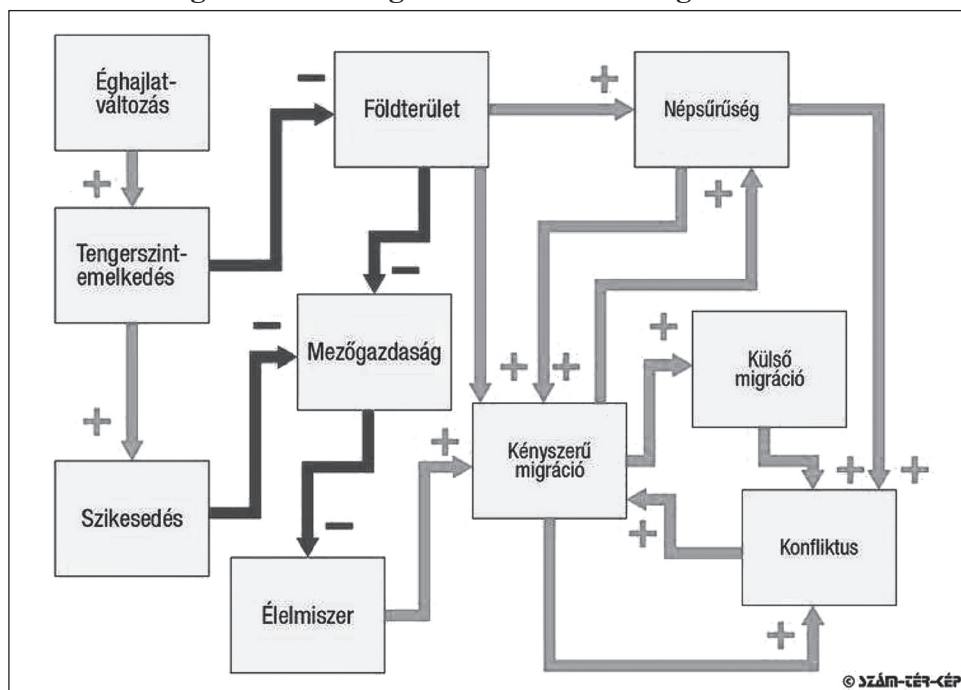 Éghajlat-
változás
Földterület
Népsűrűség
Tengerszint-
emelkedés
Mezőgazdaság
Külső
migráció
Kényszerű
migráció
Szikesedés
Konfliktus
Élelmiszer
© SZÁM-TÉR-KÉP